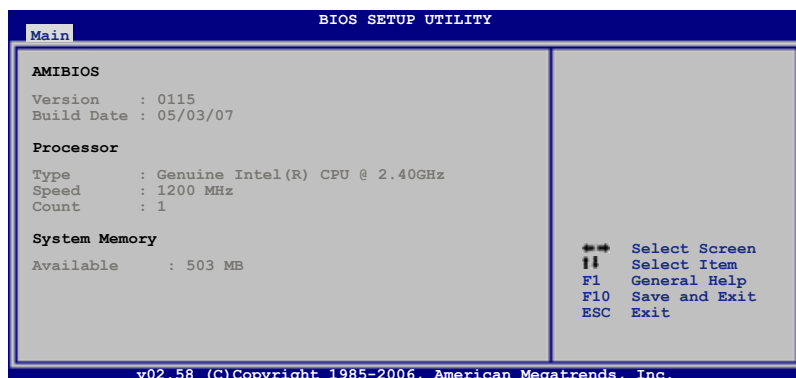 BIOS SETUP UTILITY
Main
AMIBIOS
Version : 0115
Build Date : 05/03/07
Processor
Type : Genuine Intel(R) CPU @ 2.40GHz
Speed : 1200 MHz
Count : 1
System Memory
Available : 503 MB
Select Screen
Select Item
F1 General Help
F10 Save and Exit
ESC Exit
v02.58 (C)Copyright 1985-2006, American Megatrends, Inc.